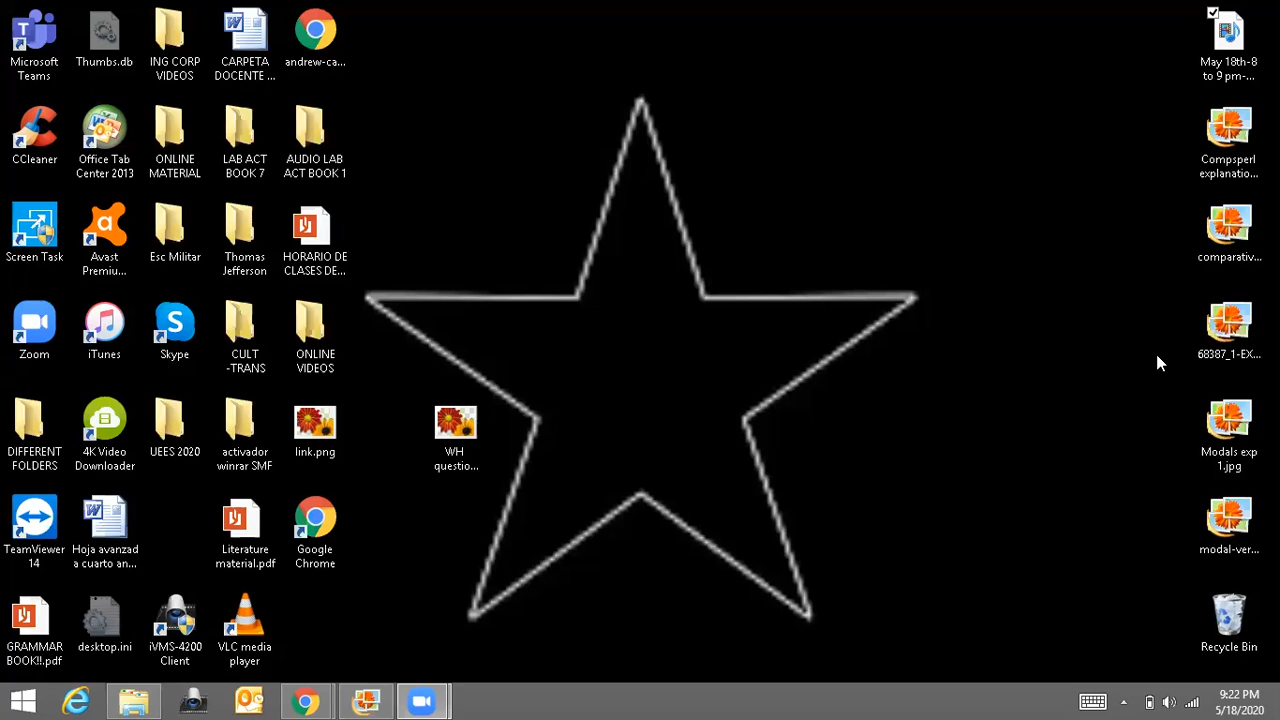 Microsoft
Teams
Thumbs.db
ING CORP
VIDEOS
CARPETA
DOCENTE ...
andrew-ca...
May 18th-8
to 9 pm-...
CCleaner
Office Tab
Center 2013
ONLINE
MATERIAL
LAB ACT
BOOK 7
AUDIO LAB
ACT BOOK 1
Compsperl
explanatio...
Screen Task
Avast
Premiu...
Esc Militar
Thomas
Jefferson
HORARIO DE
CLASES DE...
comparativ...
Zoom
iTunes
Skype
CULT
-TRANS
ONLINE
VIDEOS
68387_1-EX...
DIFFERENT
FOLDERS
4K Video
Downloader
UEES 2020
activador
winrar SMF
link.png
WH
questio...
Modals exp
1.jpg
TeamViewer
14
Hoja avanzad
a cuarto an...
Literature
material.pdf
Google
Chrome
modal-ver...
GRAMMAR
BOOK!!.pdf
desktop.ini
iVMS-4200
Client
VLC media
player
Recycle Bin
9:22 PM
5/18/2020